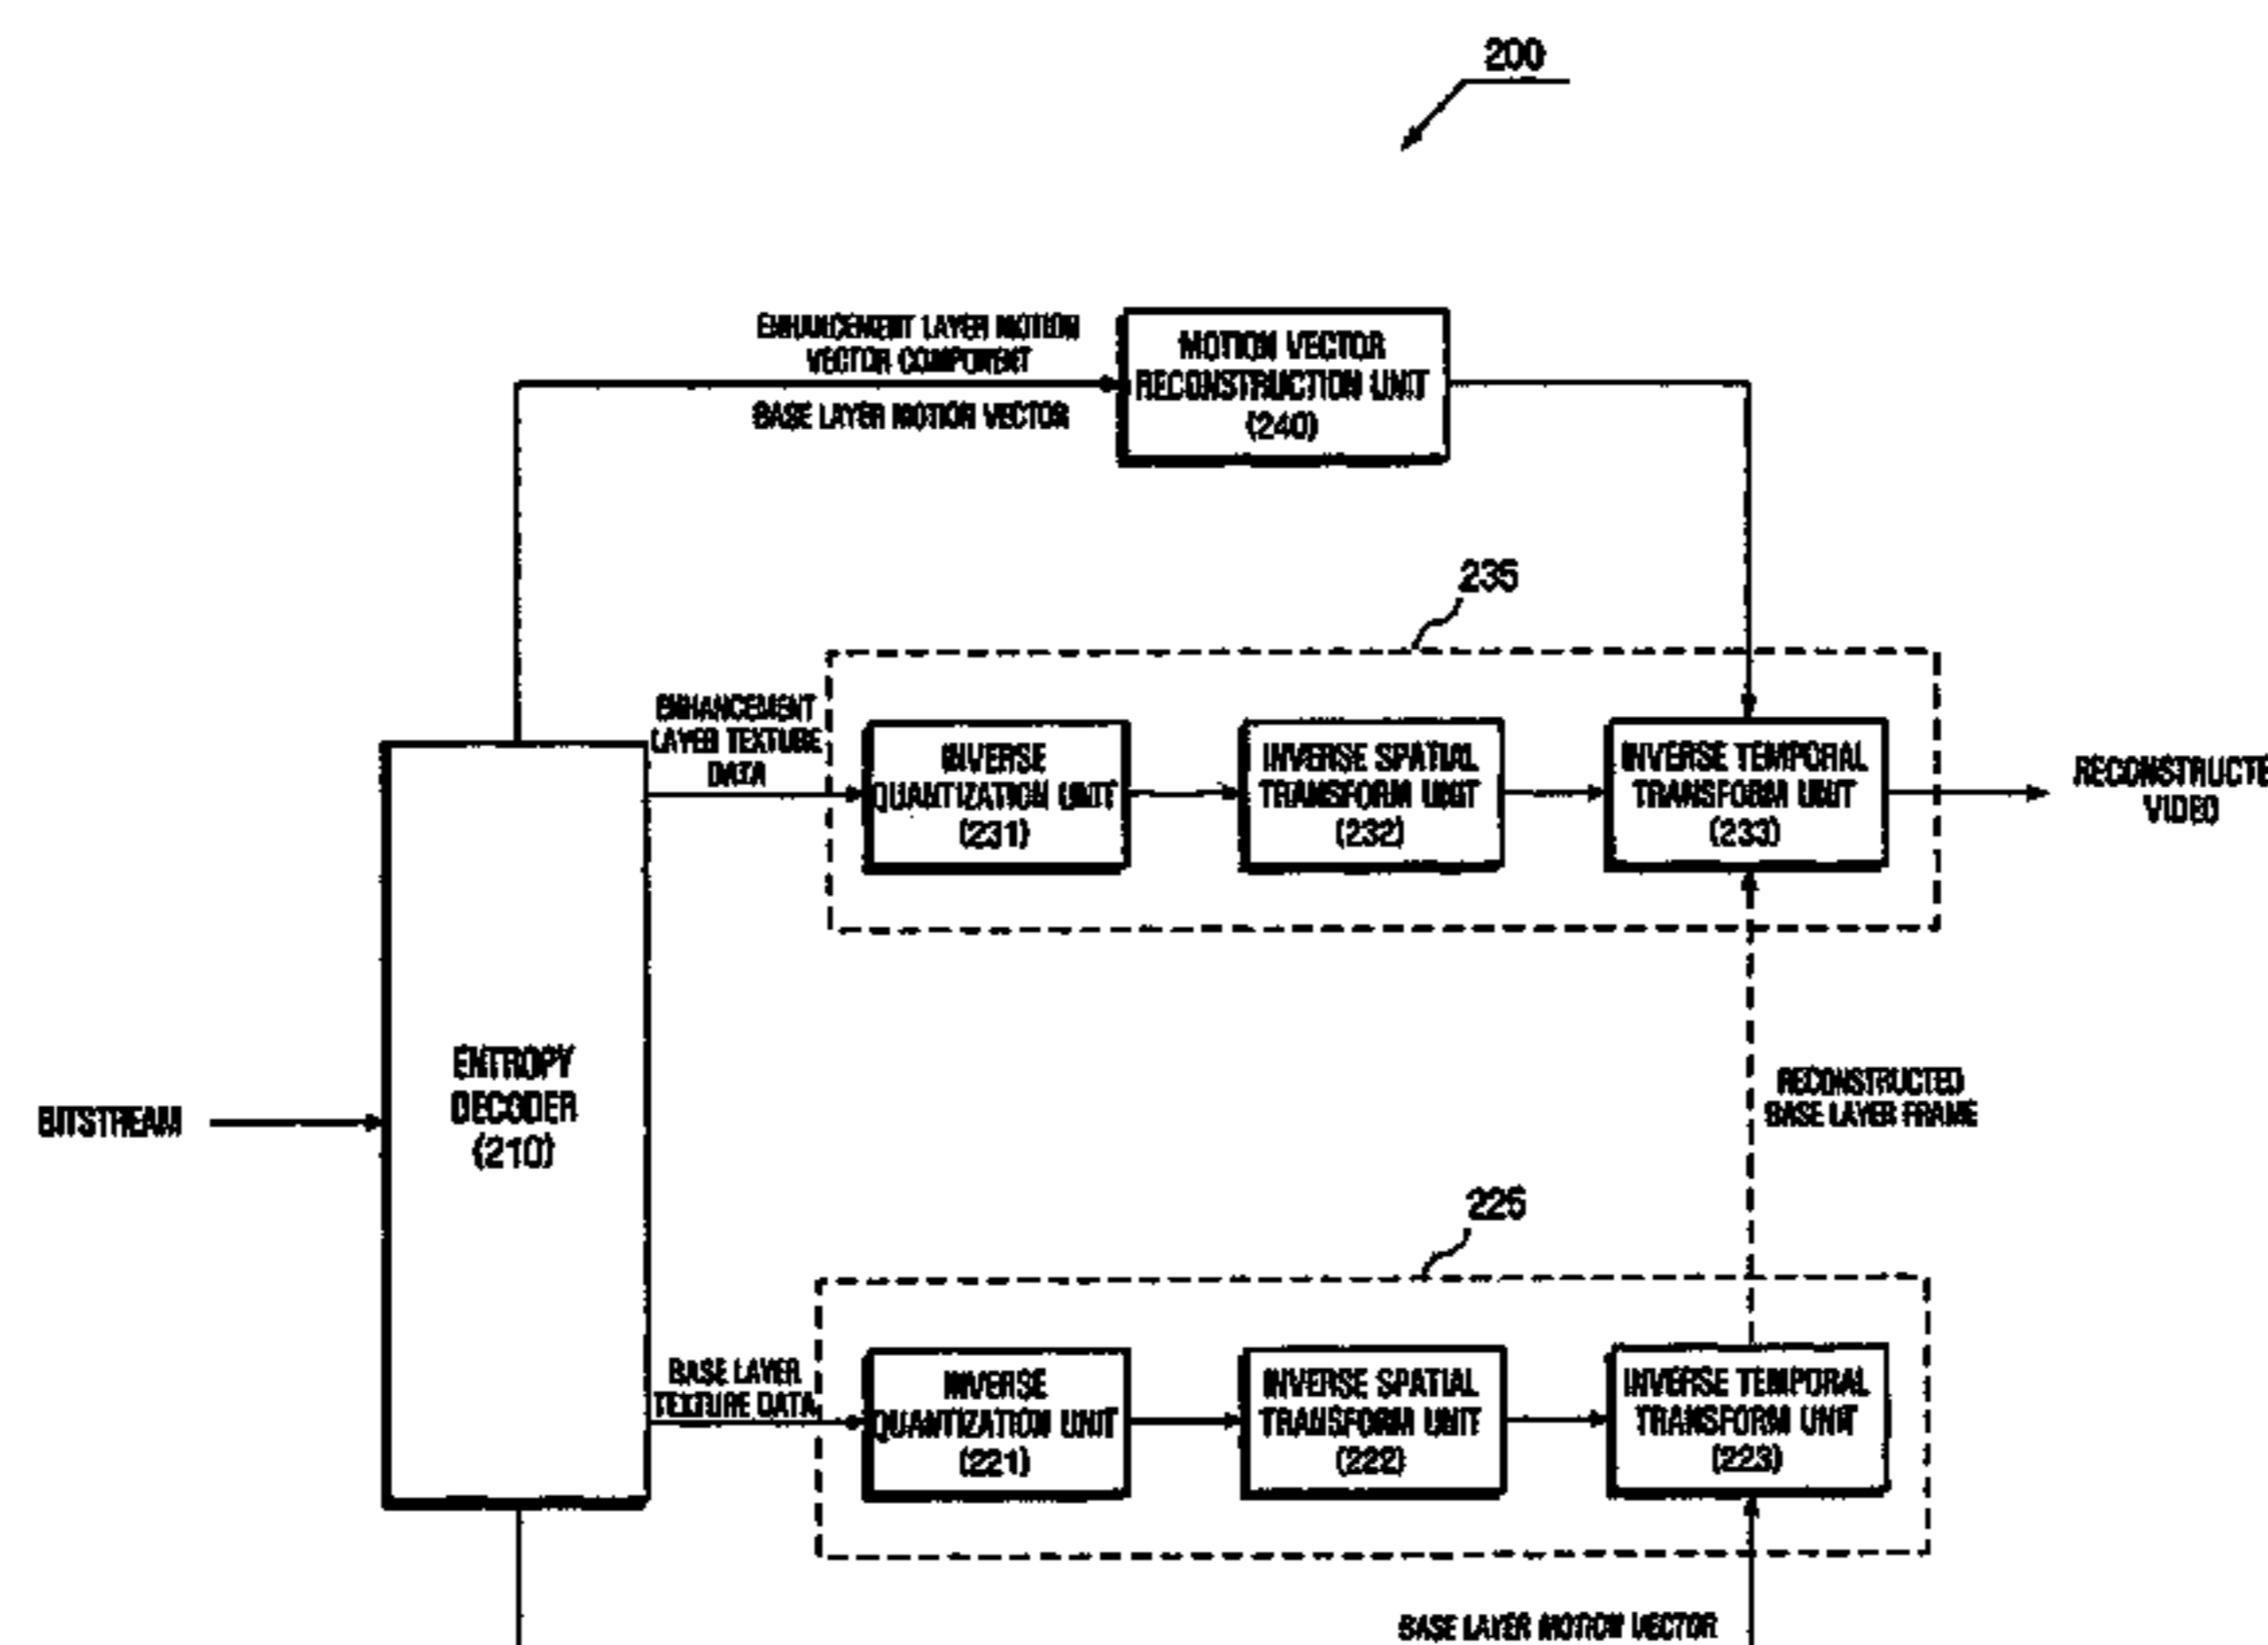 200
ENHANCEMENT LAYER MOTION
VECTOR COMPONENT
BASE LAYER MOTION VECTOR
MOTION VECTOR
RECONSTRUCTION UNIT
(240)
235
ENHANCEMENT
LAYER TEXTURE
DATA
INVERSE
QUANTIZATION UNIT
(231)
INVERSE SPATIAL
TRANSFORM UNIT
(232)
INVERSE TEMPORAL
TRANSFORM UNIT
(233)
RECONSTRUCTE
VIDEO
BITSTREAM
ENTROPY
DECODER
(210)
RECONSTRUCTED
BASE LAYER FRAME
225
BASE LAYER
TEXTURE DATA
INVERSE
QUANTIZATION UNIT
(221)
INVERSE SPATIAL
TRANSFORM UNIT
(222)
INVERSE TEMPORAL
TRANSFORM UNIT
(223)
BASE LAYER MOTION VECTOR